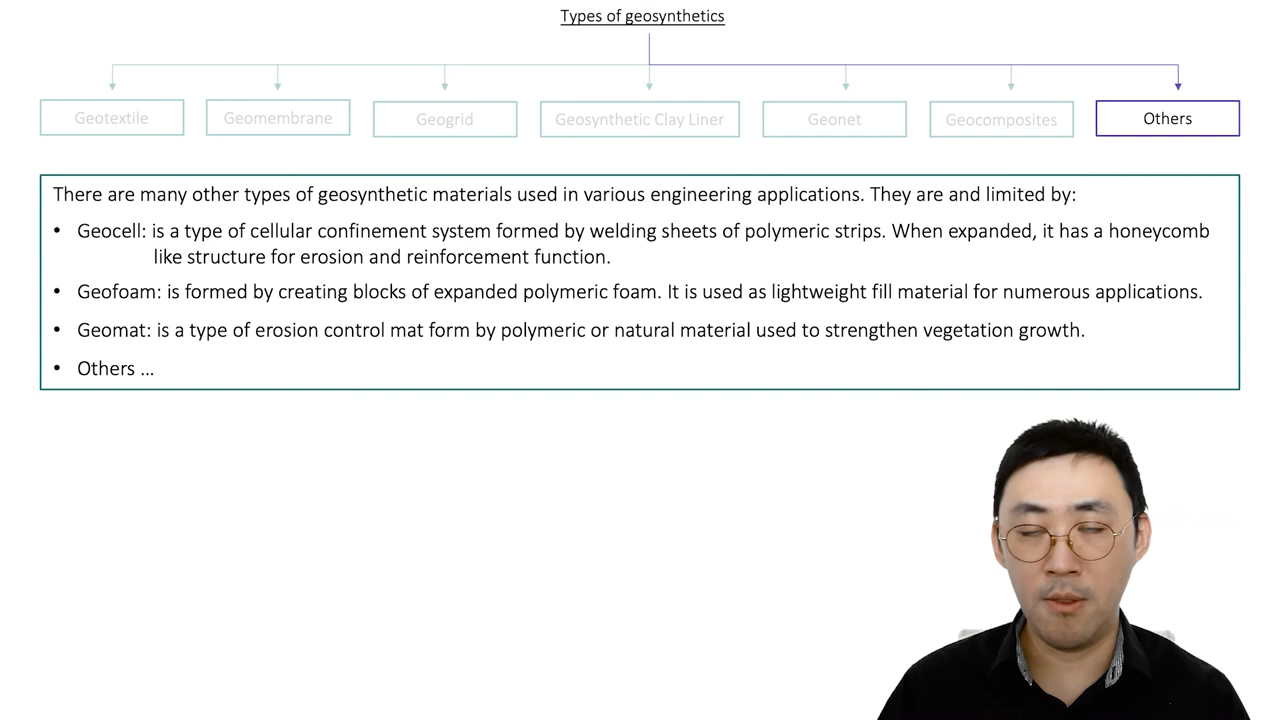 Types of geosynthetics
Geotextile
Geomembrane
Geogrid
Geosynthetic Clay Liner
Geonet
Geocomposites
Others
There are many other types of geosynthetic materials used in various engineering applications. They are and limited by:
• Geocell: is a type of cellular confinement system formed by welding sheets of polymeric strips. When expanded, it has a honeycomb
like structure for erosion and reinforcement function.
• Geofoam: is formed by creating blocks of expanded polymeric foam. It is used as lightweight fill material for numerous applications.
• Geomat: is a type of erosion control mat form by polymeric or natural material used to strengthen vegetation growth.
• Others ...